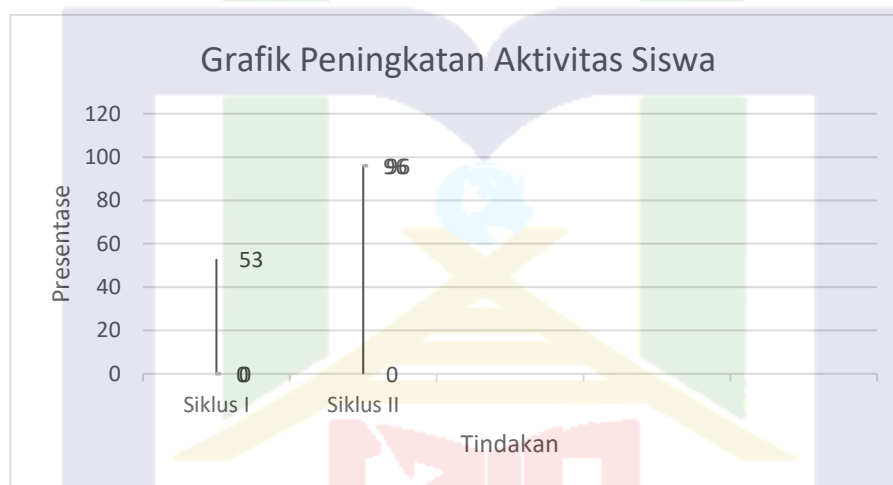 Grafik Peningkatan Aktivitas Siswa
120
100
80
60
40
20
0
Presentase
53
0
96
0
Siklus I
Siklus II
Tindakan